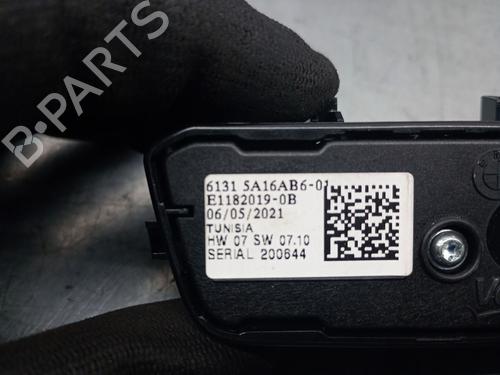 B-PARTS
6131 5A16AB6-01
E1182019-0B
06/05/2021
TUNISIA
HW 07 SW 07.10
SERIAL 200644